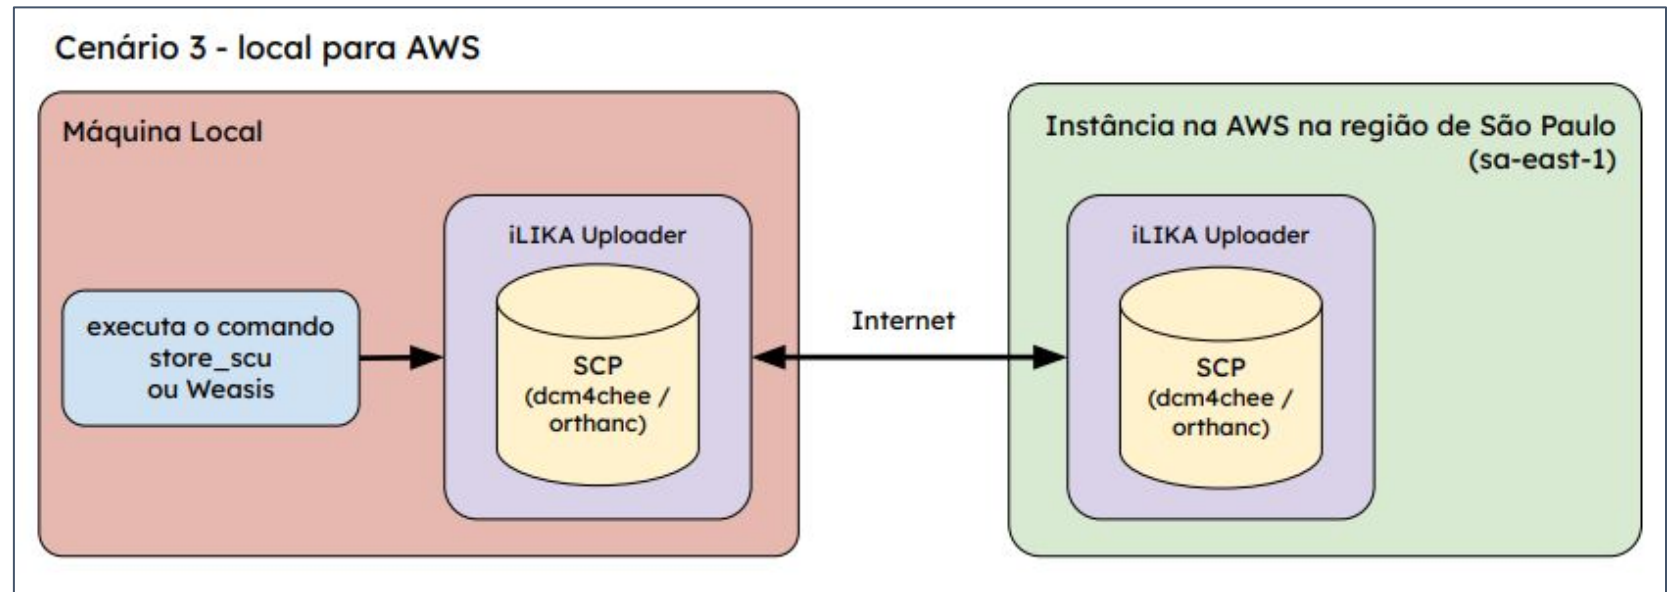 Cenário 3 - local para AWS
Máquina Local
executa o comando
store_scu
ou Weasis
iLIKA Uploader
SCP
(dcm4chee /
orthanc)
Internet
Instância na AWS na região de São Paulo
(sa-east-1)
iLIKA Uploader
SCP
(dcm4chee /
orthanc)